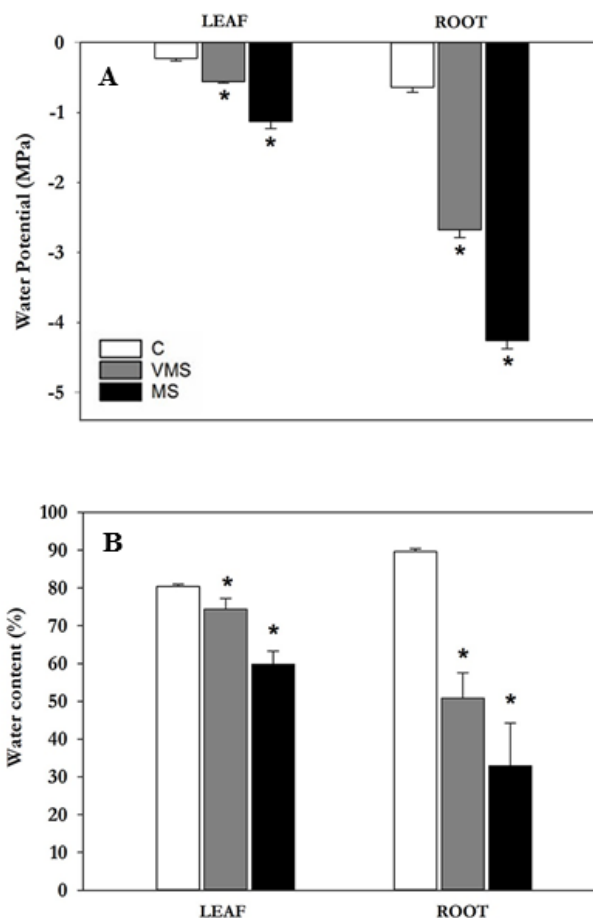 LEAF ROOT
0
A
-1
*
*
-2
-3
*
-4
*
-5
Water Potential (MPa)
C
VMS
MS
100
90
80
70
60
50
40
30
20
10
0
B
*
*
*
*
Water content (%)
LEAF ROOT